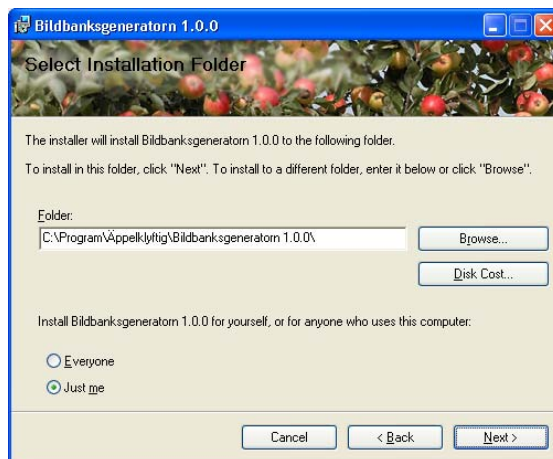 Bildbanksgeneratorn 1.0.0
Select Installation Folder
The installer will install Bildbanksgeneratorn 1.0.0 to the following folder.
To install in this folder, click "Next". To install to a different folder, enter it below or click "Browse".
Folder:
C:\Program\Äppelklyftig\Bildbanksgeneratorn 1.0.0\
Browse...
Disk Cost...
Install Bildbanksgeneratorn 1.0.0 for yourself, or for anyone who uses this computer:
Everyone
Just me
Cancel
< Back
Next >